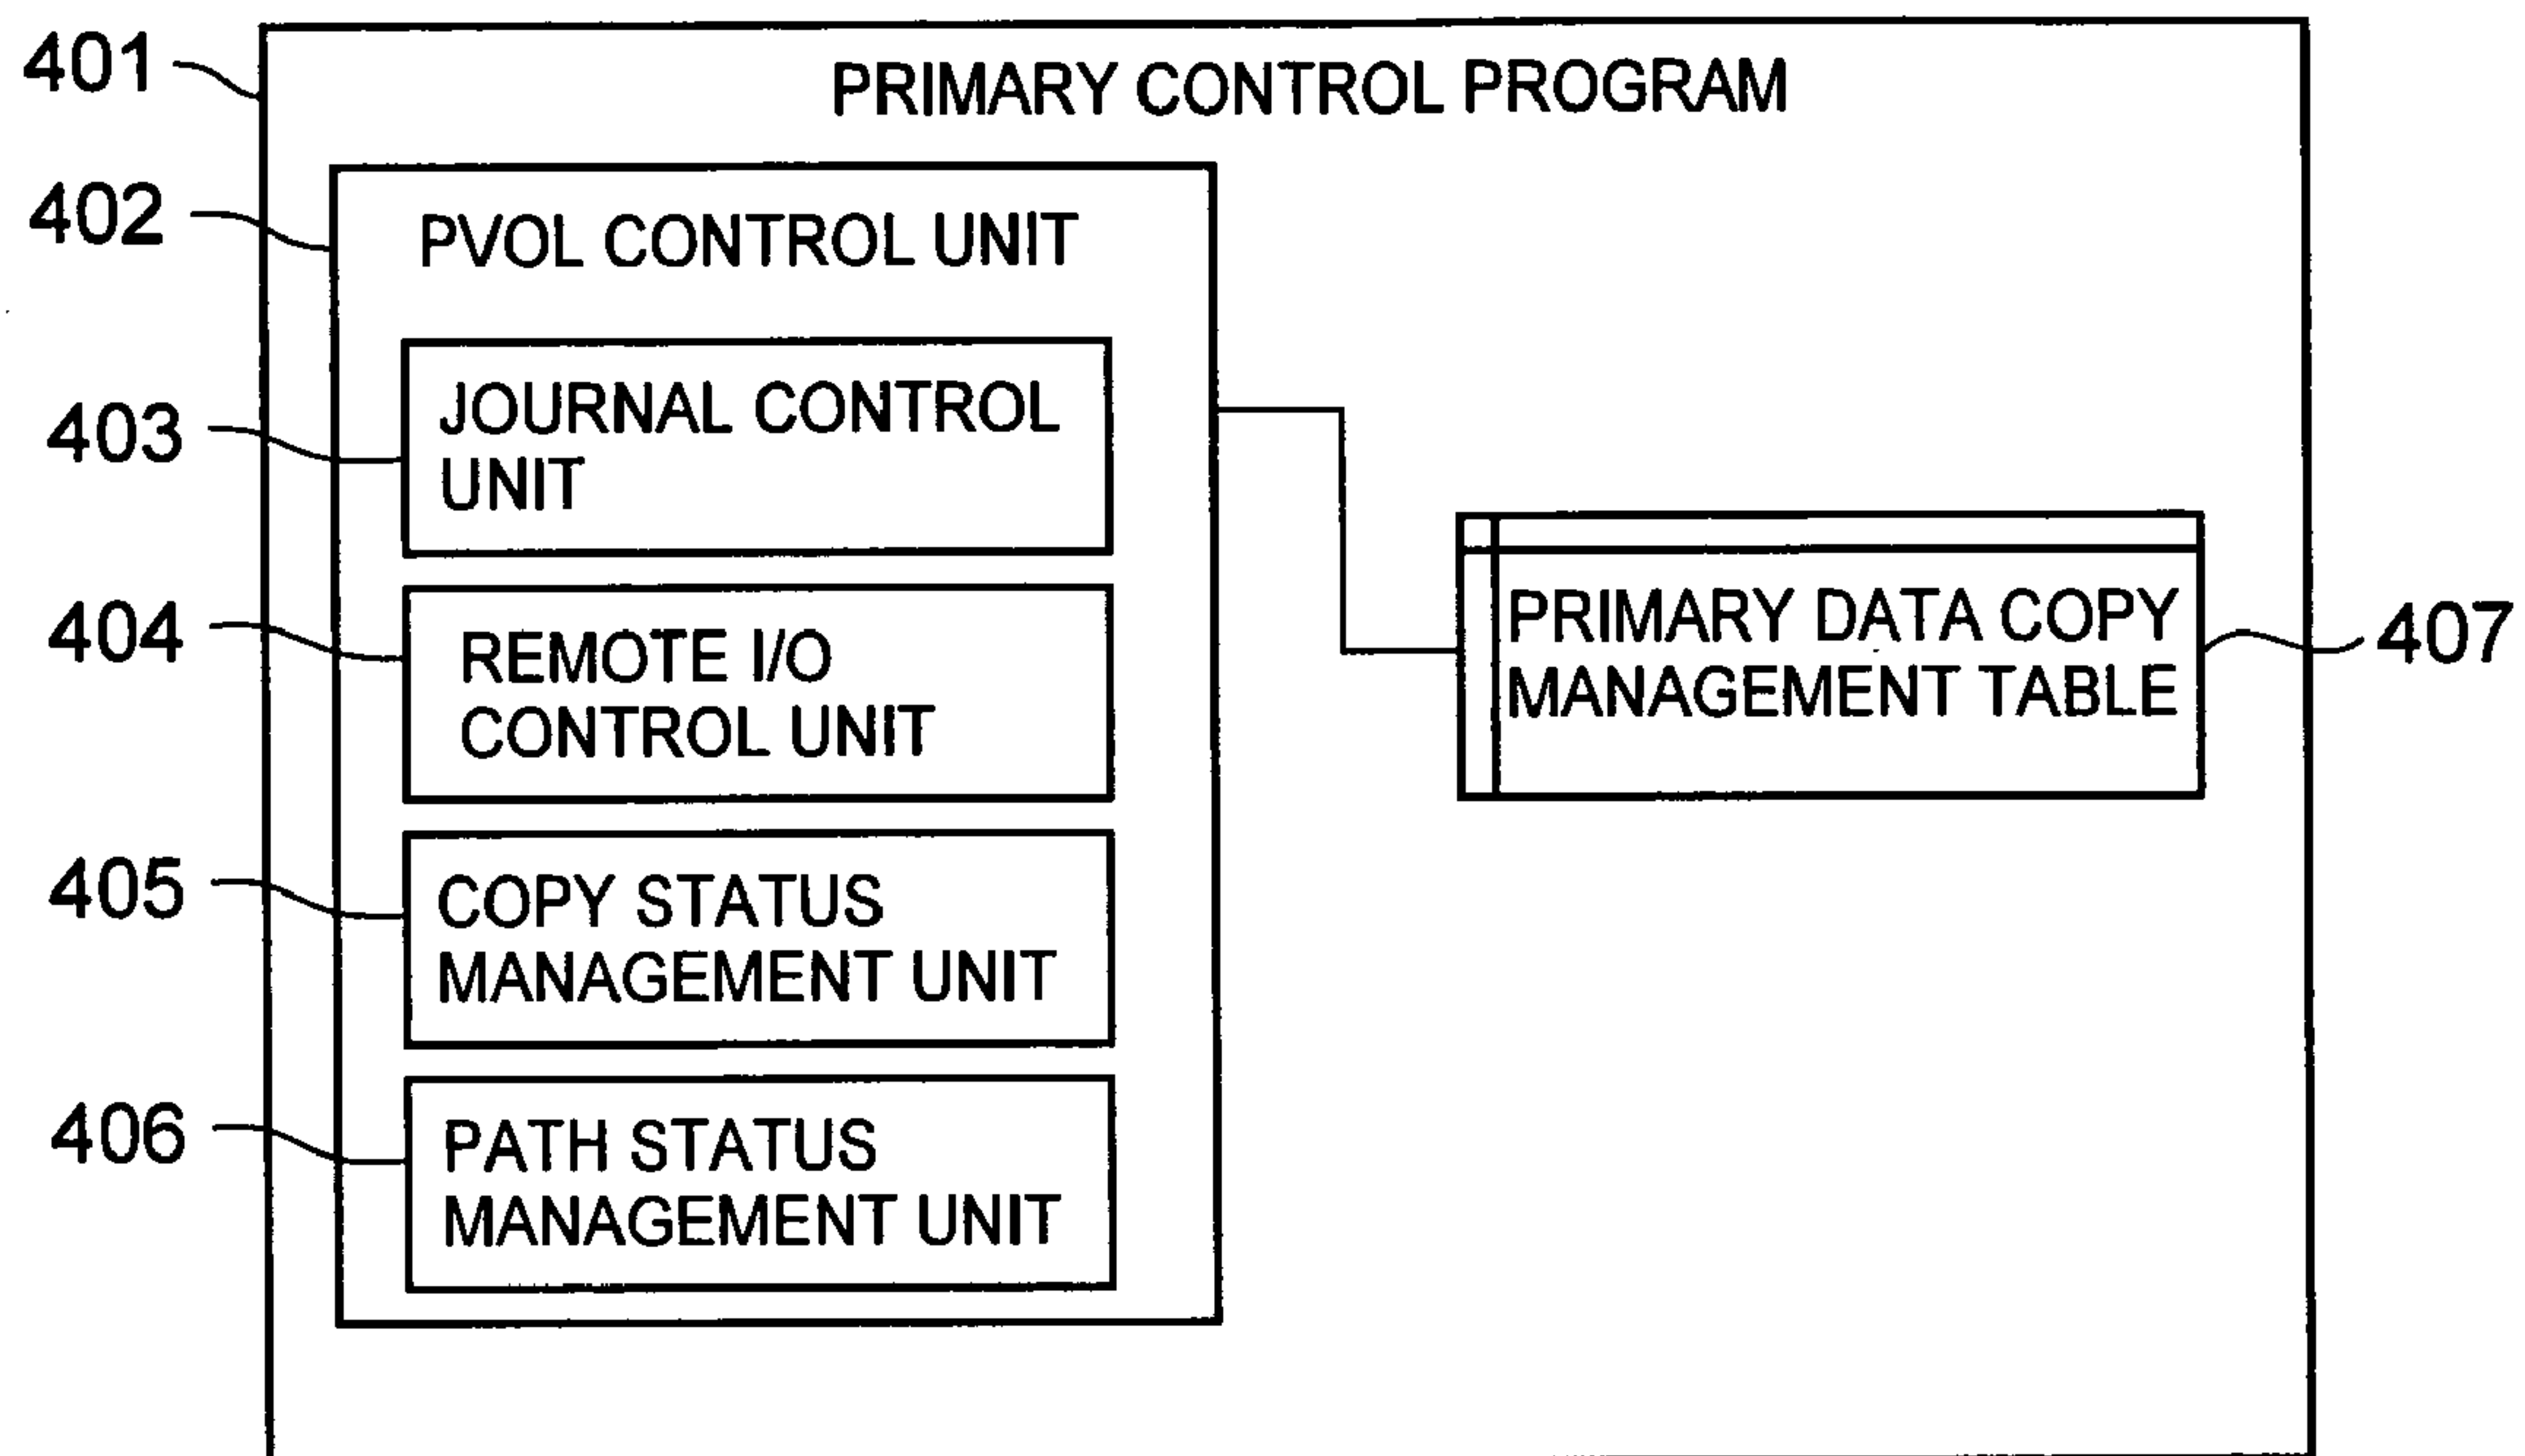 401
PRIMARY CONTROL PROGRAM
402
PVOL CONTROL UNIT
403
JOURNAL CONTROL
UNIT
404
REMOTE I/O
CONTROL UNIT
405
COPY STATUS
MANAGEMENT UNIT
406
PATH STATUS
MANAGEMENT UNIT
PRIMARY DATA COPY
MANAGEMENT TABLE
407